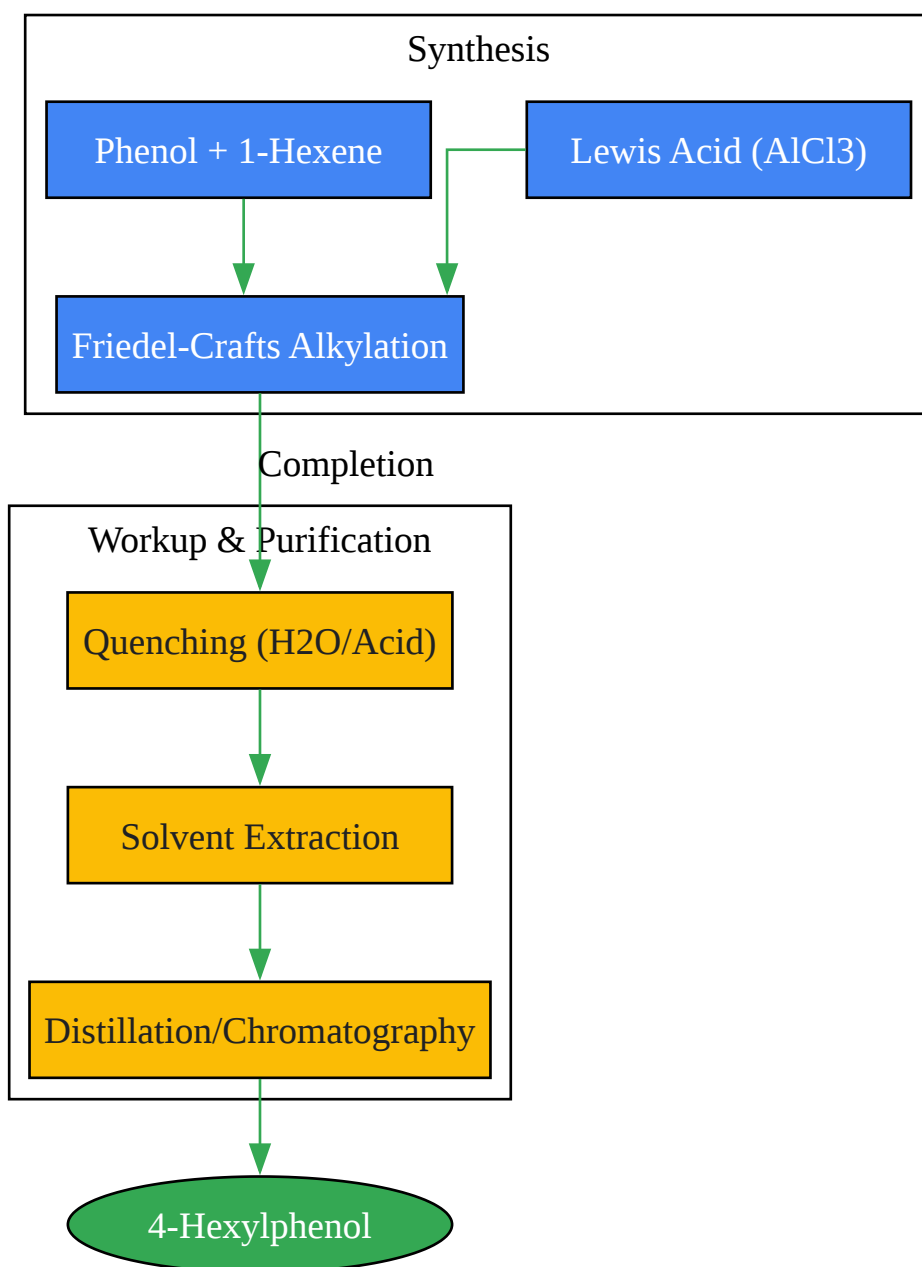 Synthesis
Phenol + 1-Hexene
Lewis Acid (AlCl3)
Friedel-Crafts Alkylation
Completion
Workup & Purification
Quenching (H2O/Acid)
Solvent Extraction
Distillation/Chromatography
4-Hexylphenol